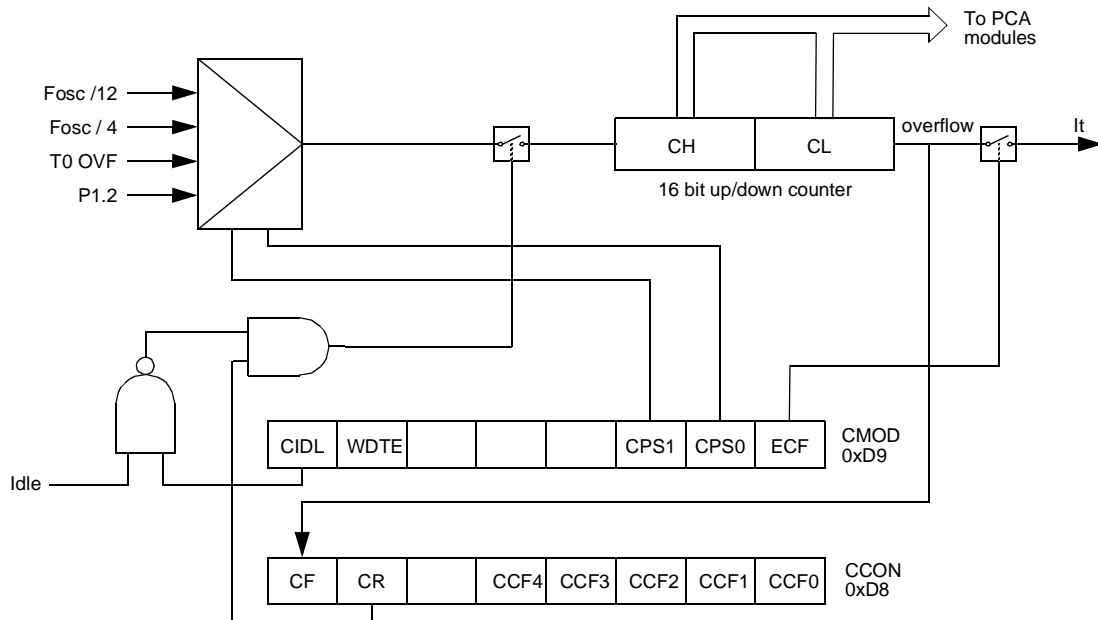 To PCA
modules
Fosc /12
Fosc / 4
T0 OVF
P1.2
CH
CL
overflow
It
16 bit up/down counter
CIDL
WDTE
CPS1
CPS0
ECF
CMOD
0xD9
Idle
CF
CR
CCF4
CCF3
CCF2
CCF1
CCF0
CCON
0xD8